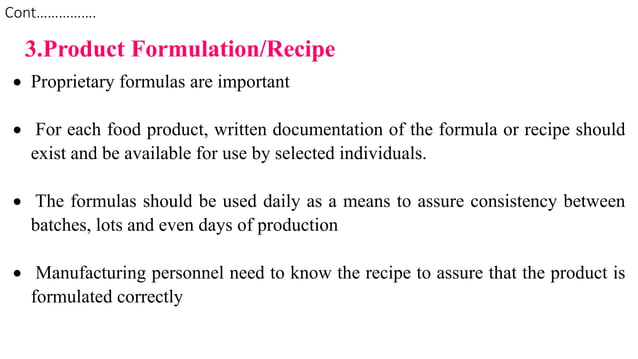 Cont…………….
3.Product Formulation/Recipe
• Proprietary formulas are important
• For each food product, written documentation of the formula or recipe should
exist and be available for use by selected individuals.
• The formulas should be used daily as a means to assure consistency between
batches, lots and even days of production
• Manufacturing personnel need to know the recipe to assure that the product is
formulated correctly